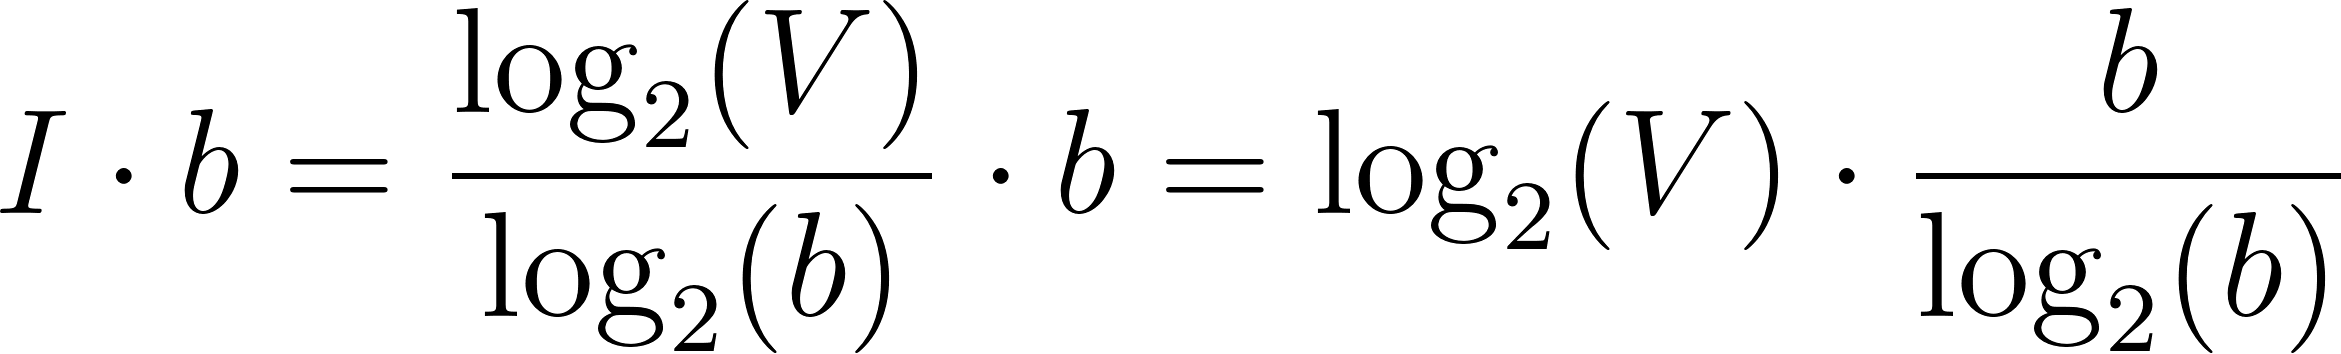 I · b = log₂(V) / log₂(b) · b = log₂(V) · b / log₂(b)